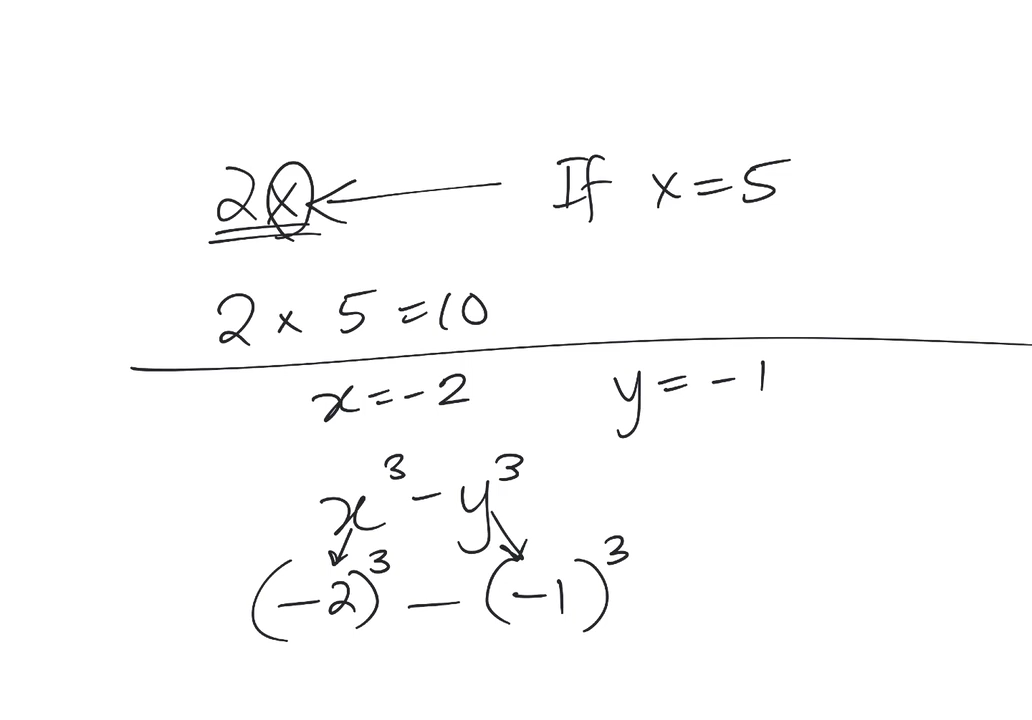 2x If x=5
2 × 5 =10
x=-2 y=-1
x³-y³
(-2)³ - (-1)³